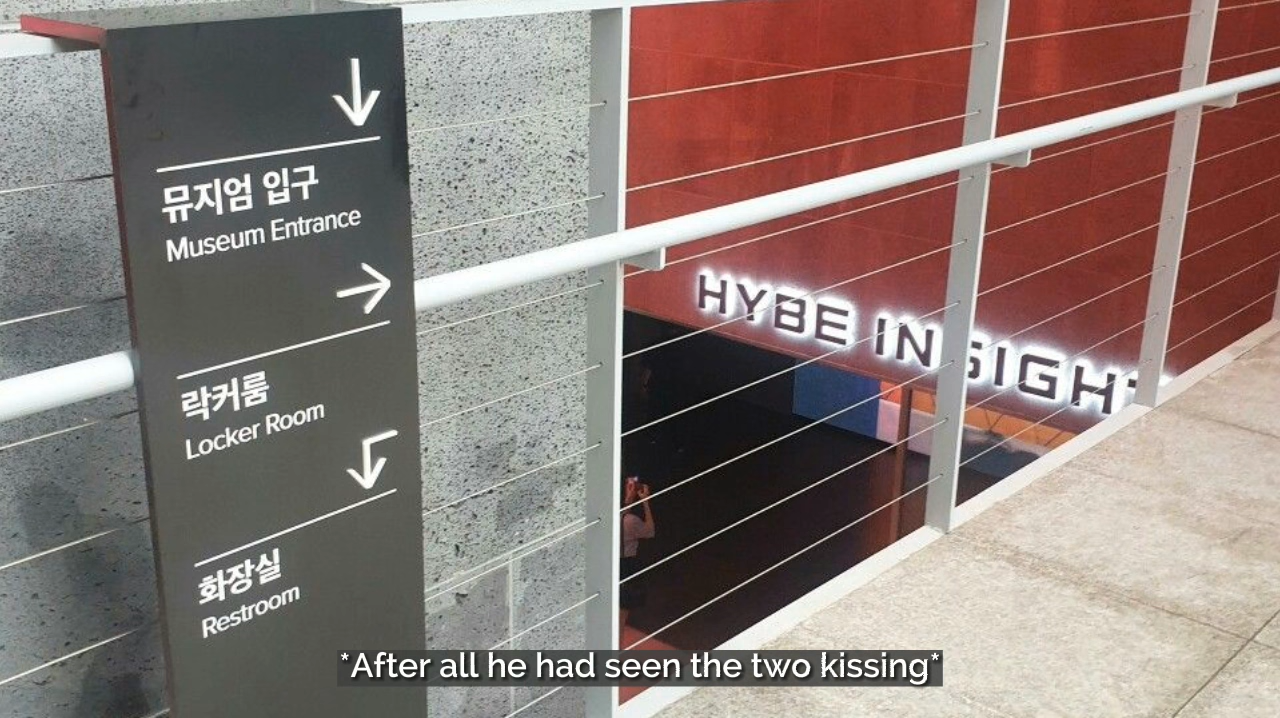 뮤지엄 입구
Museum Entrance
락커룸
Locker Room
화장실
Restroom
HYBE INSIGHT
*After all he had seen the two kissing*